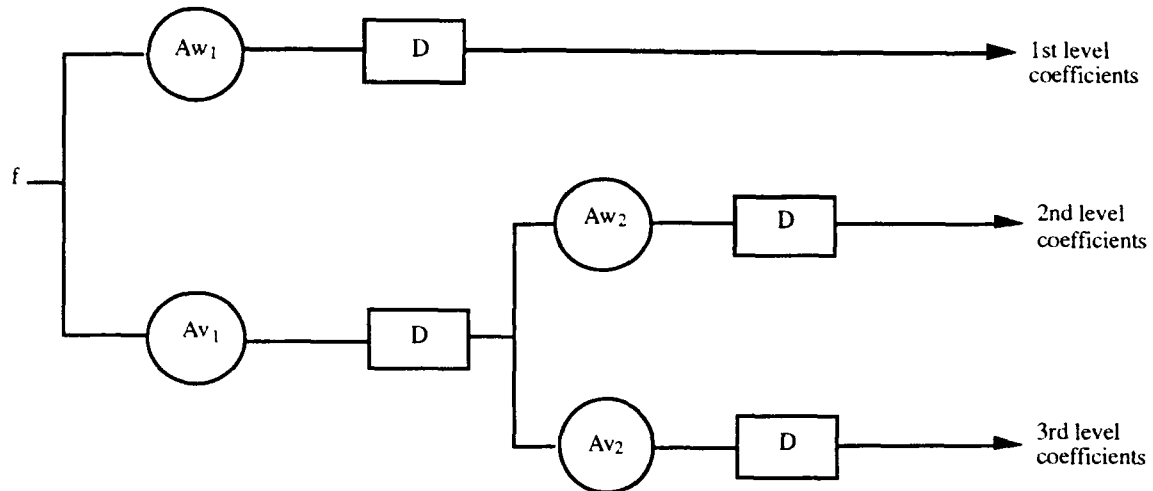 Aw₁
D
1st level
coefficients
f
Aw₂
D
2nd level
coefficients
Av₁
D
Av₂
D
3rd level
coefficients